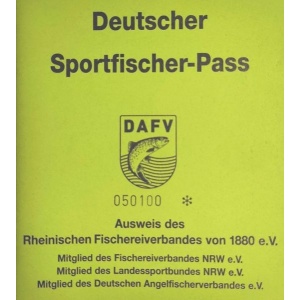 Deutscher
Sportfischer-Pass
DAFV
050100 *
Ausweis des
Rheinischen Fischereiverbandes von 1880 e.V.
Mitglied des Fischereiverbandes NRW e.V.
Mitglied des Landessportbundes NRW e.V.
Mitglied des Deutschen Angelfischerverbandes e.V.